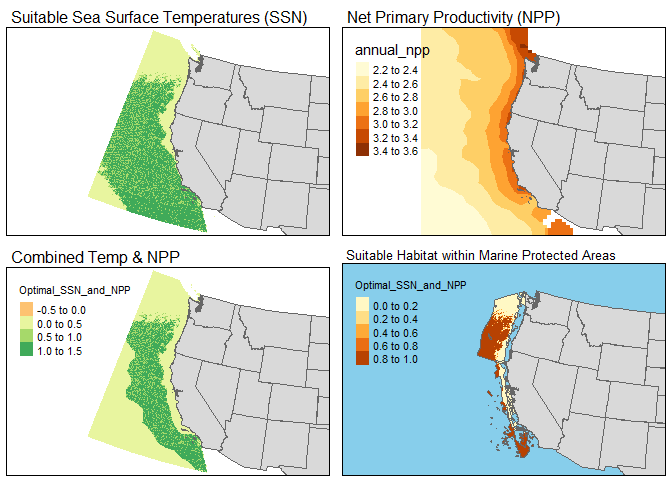 Suitable Sea Surface Temperatures (SSN)
Net Primary Productivity (NPP)
annual_npp
2.2 to 2.4
2.4 to 2.6
2.6 to 2.8
2.8 to 3.0
3.0 to 3.2
3.2 to 3.4
3.4 to 3.6
Combined Temp & NPP
Optimal_SSN_and_NPP
-0.5 to 0.0
0.0 to 0.5
0.5 to 1.0
1.0 to 1.5
Suitable Habitat within Marine Protected Areas
Optimal_SSN_and_NPP
0.0 to 0.2
0.2 to 0.4
0.4 to 0.6
0.6 to 0.8
0.8 to 1.0